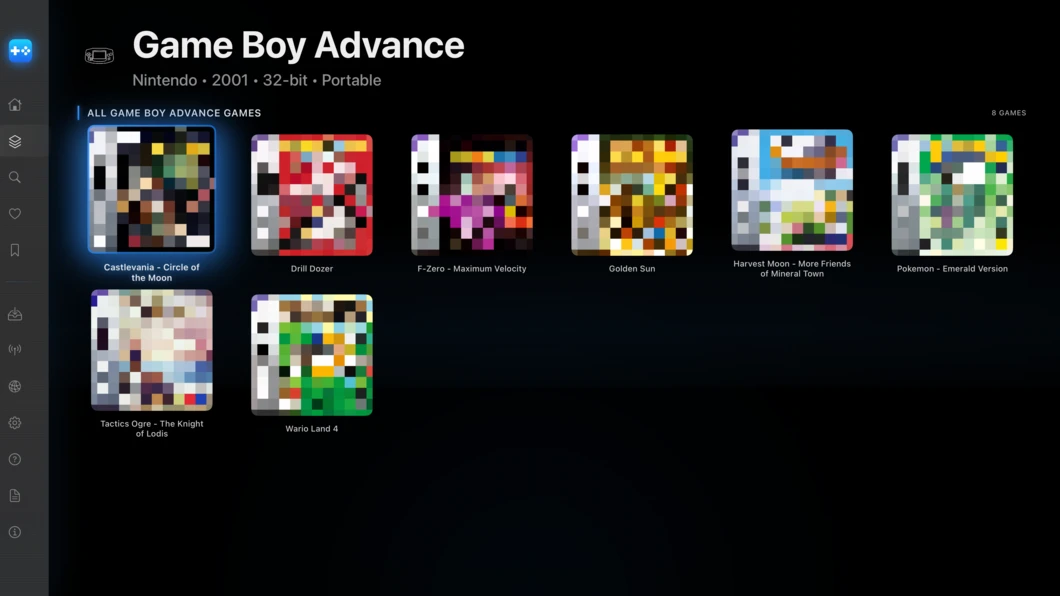 Game Boy Advance
Nintendo • 2001 • 32-bit • Portable
ALL GAME BOY ADVANCE GAMES
8 GAMES
Castlevania - Circle of
the Moon
Drill Dozer
F-Zero - Maximum Velocity
Golden Sun
Harvest Moon - More Friends
of Mineral Town
Pokemon - Emerald Version
Tactics Ogre - The Knight
of Lodis
Wario Land 4